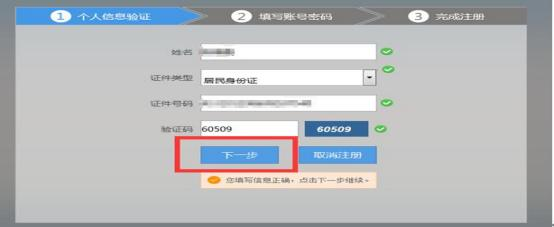 1 个人信息验证 2 填写账号密码 3 完成注册
姓名
证件类型 居民身份证
证件号码
验证码 60509 60509
下一步 取消注册
您填写信息正确，点击下一步继续。